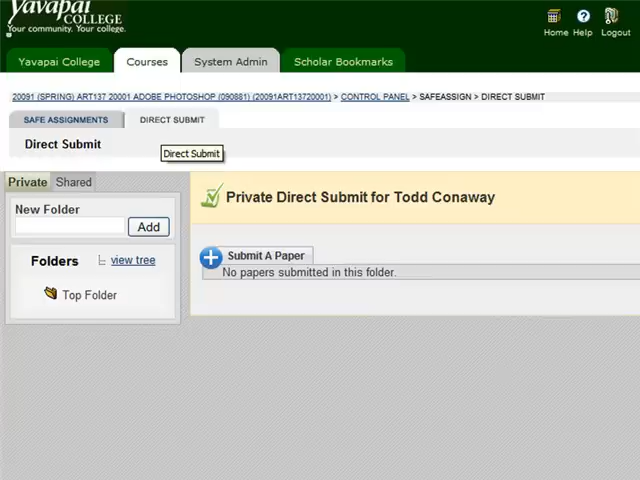 Yavapai
COLLEGE
Your community. Your college.
Home Help Logout
Yavapai College Courses System Admin Scholar Bookmarks
20091 (SPRING) ART137 20001 ADOBE PHOTOSHOP (090881) (20091ART13720001) > CONTROL PANEL > SAFEASSIGN > DIRECT SUBMIT
SAFE ASSIGNMENTS DIRECT SUBMIT
Direct Submit
Direct Submit
Private Shared
Private Direct Submit for Todd Conaway
New Folder
Add
Submit A Paper
Folders view tree
No papers submitted in this folder.
Top Folder